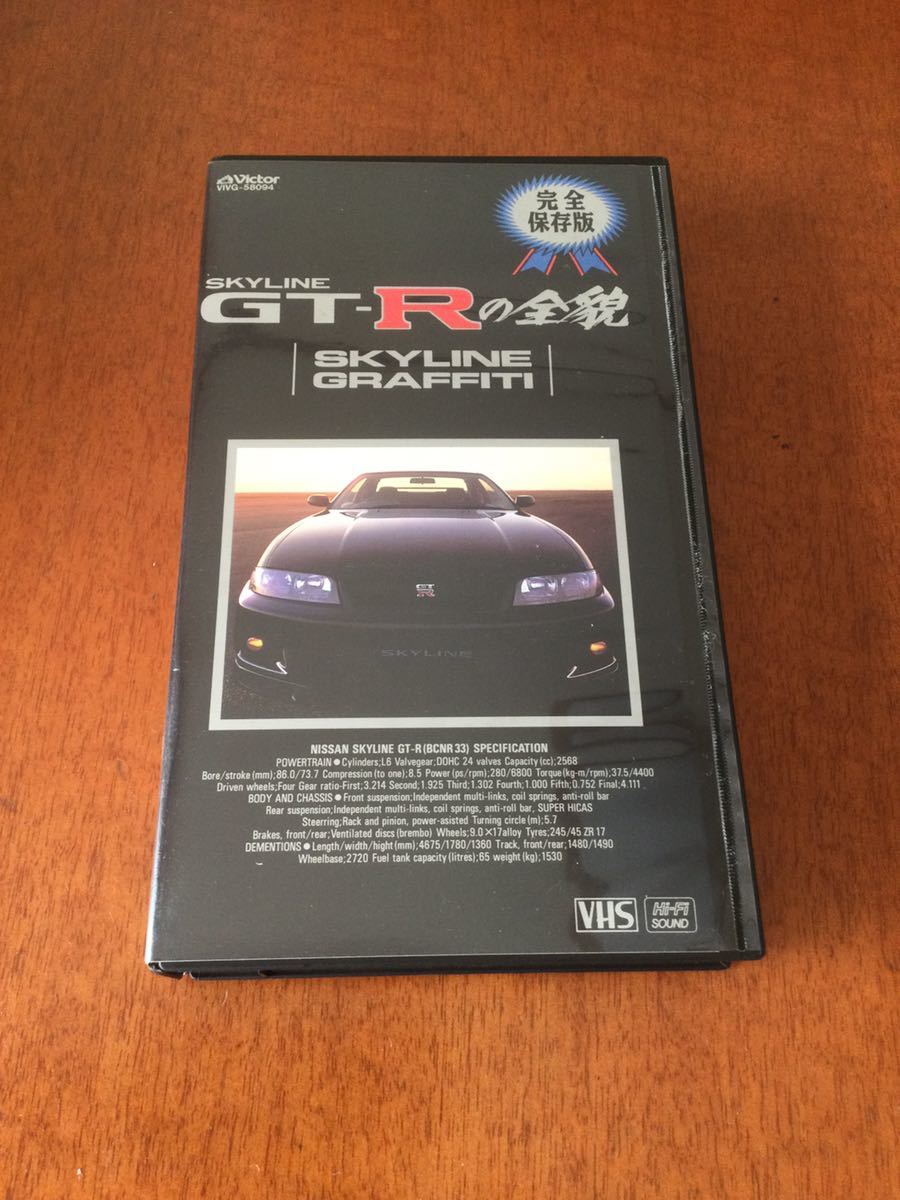 Victor
VIVG-58094
完全
保存版
SKYLINE
GT-Rの全貌
SKYLINE
GRAFFITI
GT
R
SKYLINE
NISSAN SKYLINE GT-R(BCNR33) SPECIFICATION
POWERTRAIN●Cylinders;L6 Valvegear;DOHC 24 valves Capacity(cc);2568
Bore/stroke(mm);86.0/73.7 Compression(to one);8.5 Power(ps/rpm);280/6800 Torque(kg-m/rpm);37.5/4400
Driven wheels;Four Gear ratio-First;3.214 Second;1.925 Third;1.302 Fourth;1.000 Fifth;0.752 Final;4.111
BODY AND CHASSIS●Front suspension;Independent multi-links, coil springs, anti-roll bar
Rear suspension;Independent multi-links, coil springs, anti-roll bar, SUPER HICAS
Sterring;Rack and pinion, power-asisted Turning circle(m);5.7
Brakes, front/rear;Ventilated discs(brembo) Wheels;9.0×17alloy Tyres;245/45 ZR 17
DEMENTIONS●Length/width/hight(mm);4675/1780/1360 Track, front/rear;1480/1490
Wheelbase;2720 Fuel tank capacity(litres);65 weight(kg);1530
VHS
Hi-Fi
SOUND